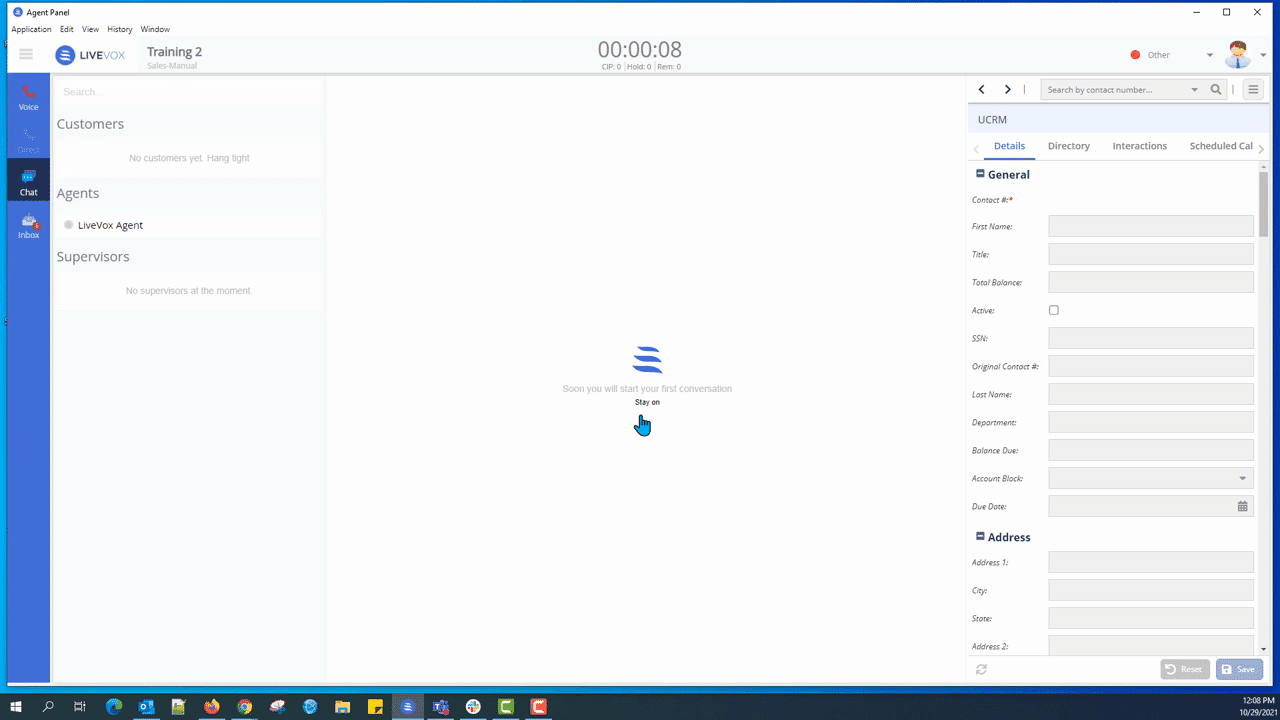 Agent Panel
Application Edit View History Window
LIVEVOX
Training 2
Sales-Manual
00:00:08
CIP: 0 | Hold: 0 | Rem: 0
Other
Voice
Direct
Chat
Inbox
Search...
Customers
No customers yet. Hang tight
Agents
LiveVox Agent
Supervisors
No supervisors at the moment.
Soon you will start your first conversation
Stay on
Search by contact number...
UCRM
Details Directory Interactions Scheduled Cal
General
Contact #:*
First Name:
Title:
Total Balance:
Active:
SSN:
Original Contact #:
Last Name:
Department:
Balance Due:
Account Block:
Due Date:
Address
Address 1:
City:
State:
Address 2:
Reset Save
12:08 PM
10/29/2021